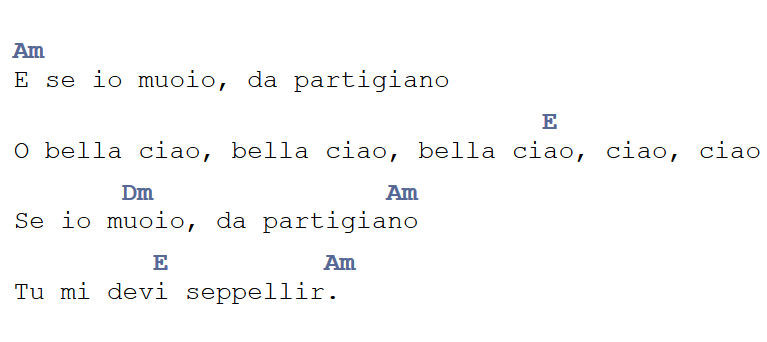 Am
E se io muoio, da partigiano
E
O bella ciao, bella ciao, bella ciao, ciao, ciao
Dm Am
Se io muoio, da partigiano
E Am
Tu mi devi seppellir.